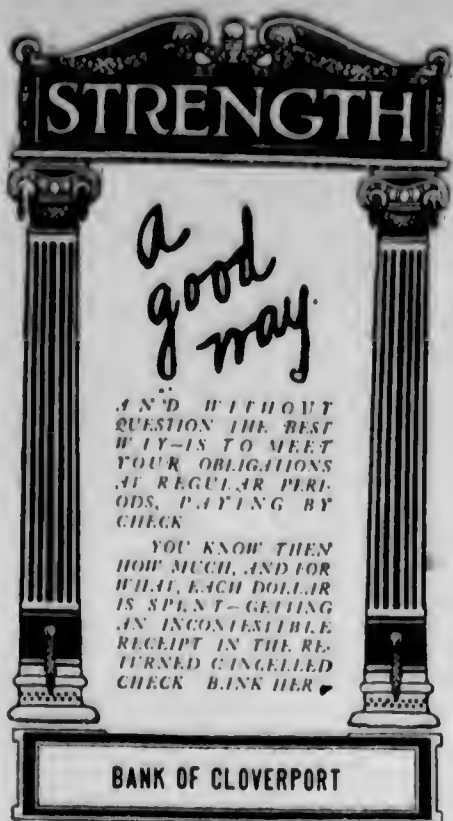 STRENGTH
a
good
way.
AND WITHOUT
QUESTION THE BEST
WAY—IS TO MEET
YOUR OBLIGATIONS
AT REGULAR PERI-
ODS, PAYING BY
CHECK
YOU KNOW THEN
HOW MUCH, AND FOR
WHAT, EACH DOLLAR
IS SPENT—GETTING
AN INCONTESTIBLE
RECEIPT IN THE RE-
TURNED CANCELLED
CHECK BANK HER
BANK OF CLOVERPORT